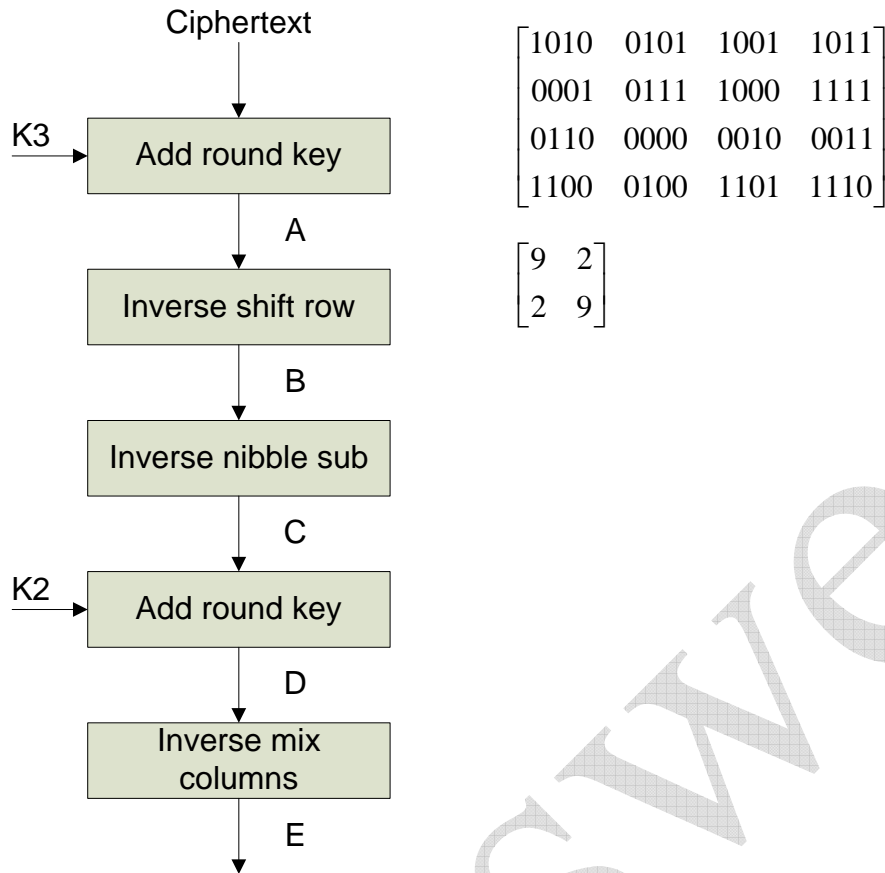 Ciphertext
K3
Add round key
A
Inverse shift row
B
Inverse nibble sub
C
K2
Add round key
D
Inverse mix
columns
E
1010 0101 1001 1011
0001 0111 1000 1111
0110 0000 0010 0011
1100 0100 1101 1110
9 2
2 9
swe